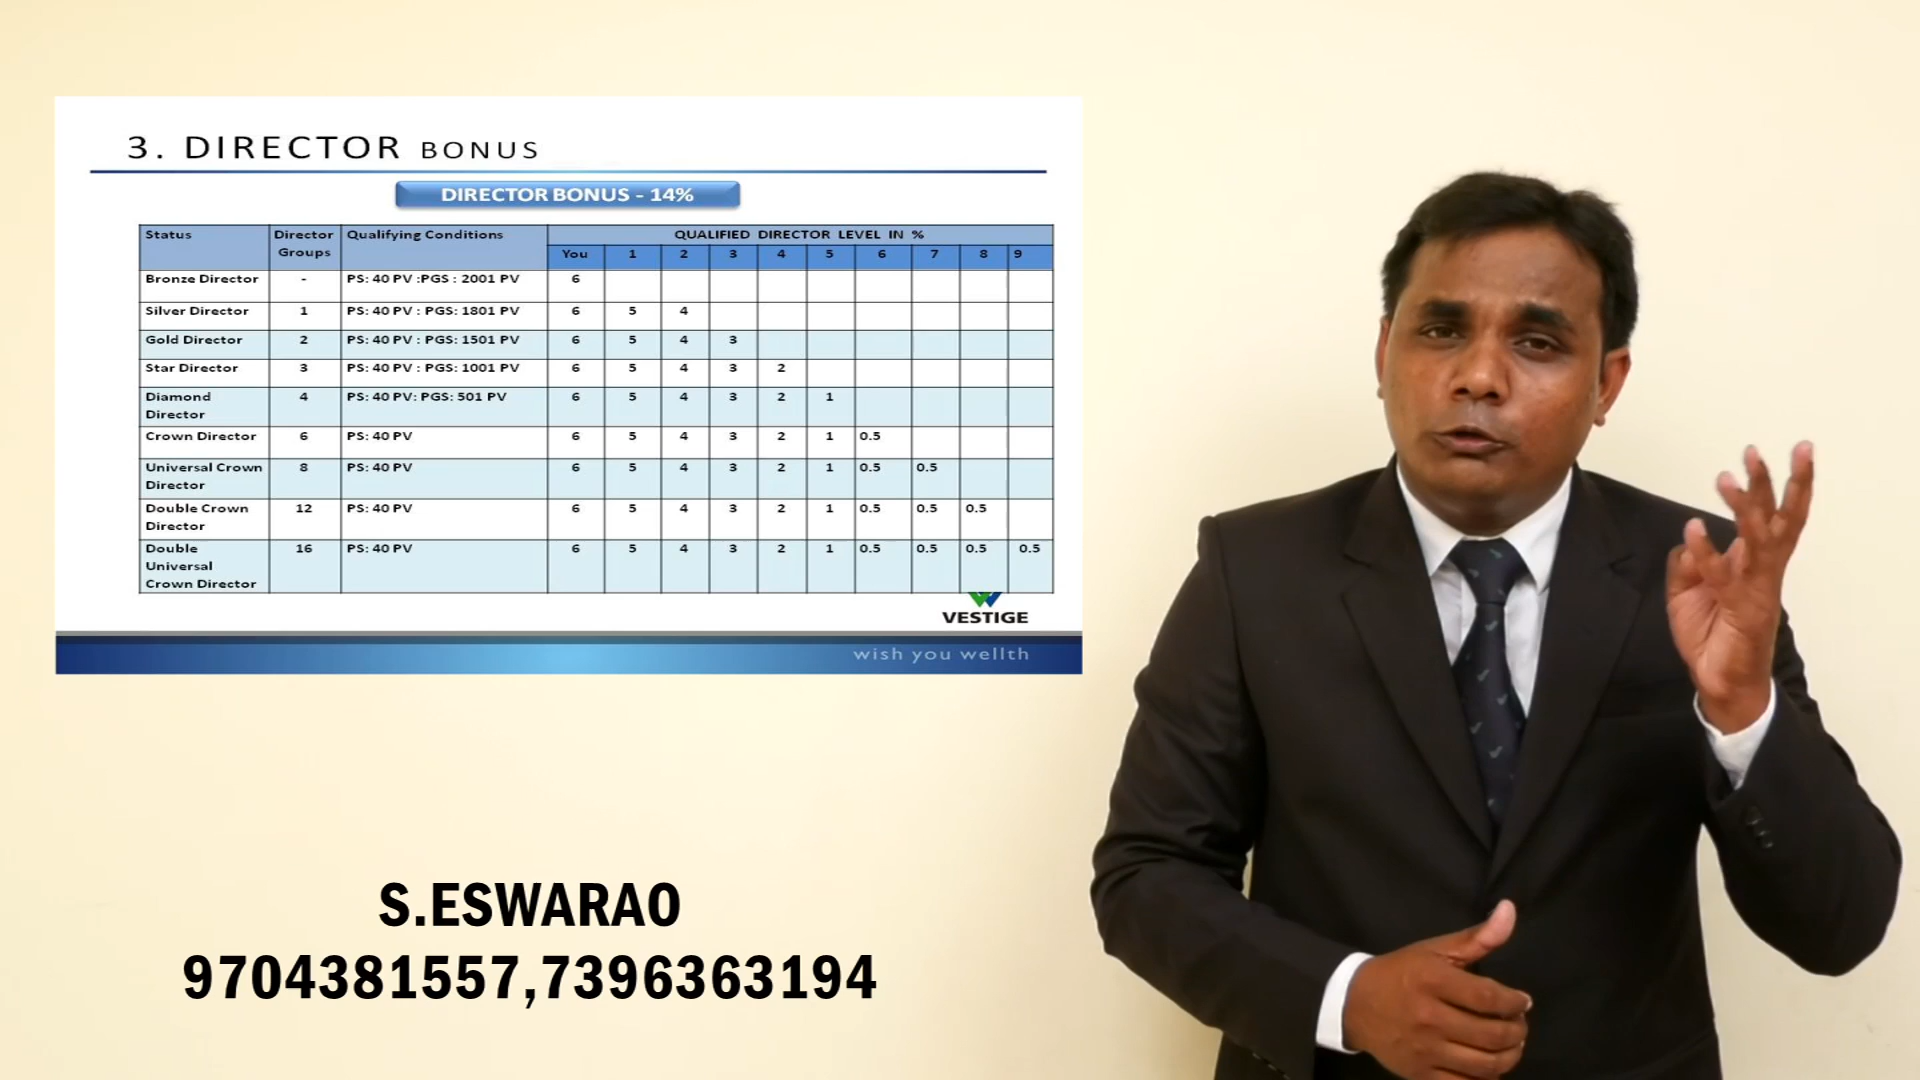 3. DIRECTOR BONUS
DIRECTOR BONUS - 14%
Status Director Groups Qualifying Conditions QUALIFIED DIRECTOR LEVEL IN %
You 1 2 3 4 5 6 7 8 9
Bronze Director - PS: 40 PV :PGS : 2001 PV 6
Silver Director 1 PS: 40 PV : PGS: 1801 PV 6 5 4
Gold Director 2 PS: 40 PV : PGS: 1501 PV 6 5 4 3
Star Director 3 PS: 40 PV : PGS: 1001 PV 6 5 4 3 2
Diamond Director 4 PS: 40 PV: PGS: 501 PV 6 5 4 3 2 1
Crown Director 6 PS: 40 PV 6 5 4 3 2 1 0.5
Universal Crown Director 8 PS: 40 PV 6 5 4 3 2 1 0.5 0.5
Double Crown Director 12 PS: 40 PV 6 5 4 3 2 1 0.5 0.5 0.5
Double Universal Crown Director 16 PS: 40 PV 6 5 4 3 2 1 0.5 0.5 0.5 0.5
VESTIGE
wish you wellth
S.ESWARAO
9704381557,7396363194